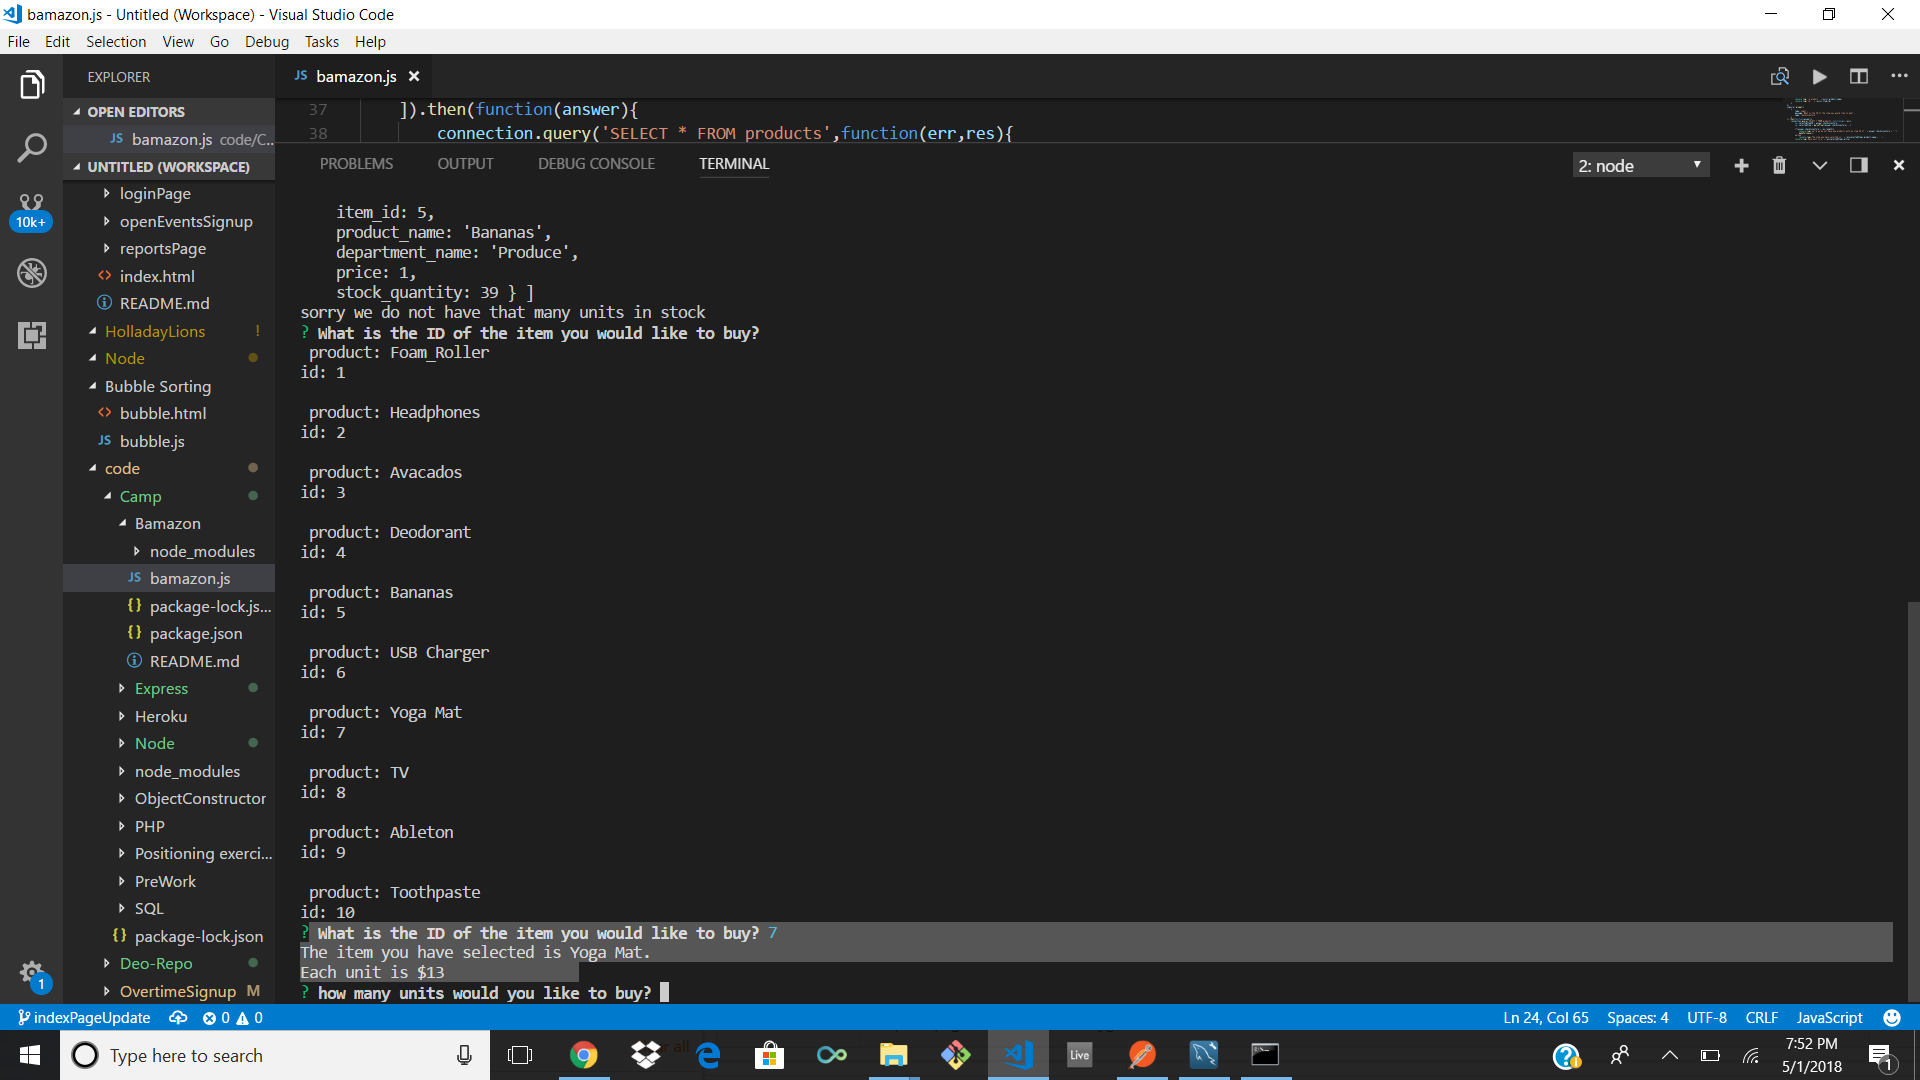 bamazon.js - Untitled (Workspace) - Visual Studio Code
File Edit Selection View Go Debug Tasks Help
EXPLORER
OPEN EDITORS
JS bamazon.js code/C...
UNTITLED (WORKSPACE)
loginPage
openEventsSignup
reportsPage
<> index.html
README.md
HolladayLions !
Node
Bubble Sorting
<> bubble.html
JS bubble.js
code
Camp
Bamazon
node_modules
JS bamazon.js
{} package-lock.js...
{} package.json
README.md
Express
Heroku
Node
node_modules
ObjectConstructor
PHP
Positioning exerci...
PreWork
SQL
{} package-lock.json
Deo-Repo
OvertimeSignup M
10k+
1
JS bamazon.js
37 ]).then(function(answer){
38 connection.query('SELECT * FROM products',function(err,res){
PROBLEMS OUTPUT DEBUG CONSOLE TERMINAL
2: node
item_id: 5,
product_name: 'Bananas',
department_name: 'Produce',
price: 1,
stock_quantity: 39 } ]
sorry we do not have that many units in stock
? What is the ID of the item you would like to buy?
product: Foam_Roller
id: 1
product: Headphones
id: 2
product: Avacados
id: 3
product: Deodorant
id: 4
product: Bananas
id: 5
product: USB Charger
id: 6
product: Yoga Mat
id: 7
product: TV
id: 8
product: Ableton
id: 9
product: Toothpaste
id: 10
? What is the ID of the item you would like to buy? 7
The item you have selected is Yoga Mat.
Each unit is $13
? how many units would you like to buy?
indexPageUpdate 0 0
Ln 24, Col 65 Spaces: 4 UTF-8 CRLF JavaScript
Type here to search
Live
7:52 PM
5/1/2018
1